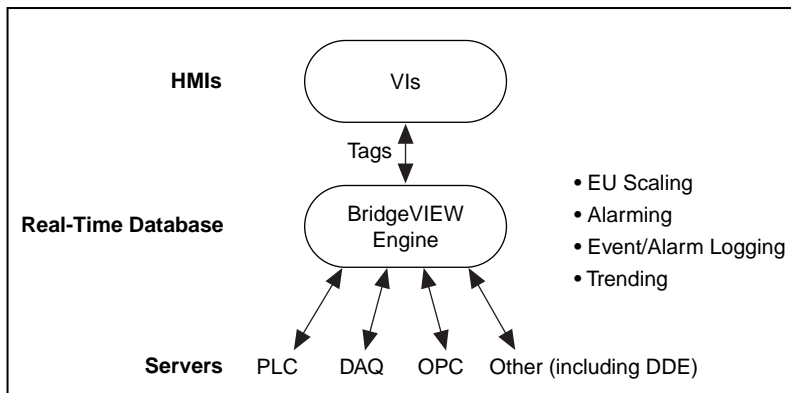 HMIs
VIs
Tags
Real-Time Database
BridgeVIEW
Engine
• EU Scaling
• Alarming
• Event/Alarm Logging
• Trending
Servers PLC DAQ OPC Other (including DDE)